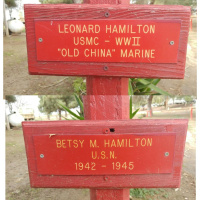 LEONARD HAMILTON
USMC - WWII
"OLD CHINA" MARINE
BETSY M. HAMILTON
U.S.N.
1942 - 1945